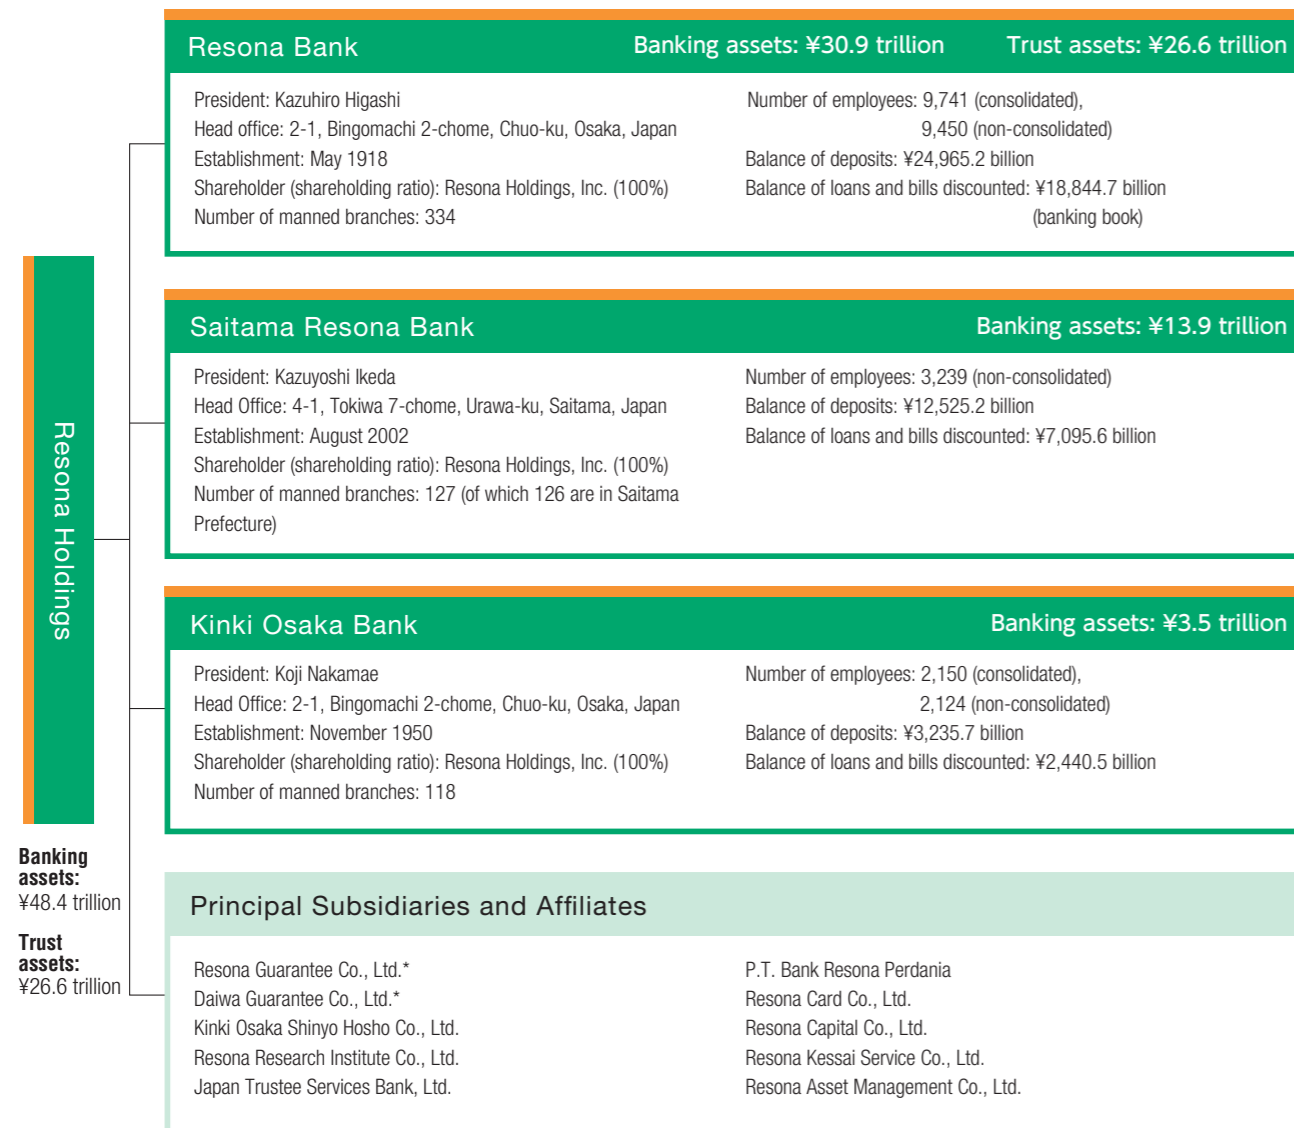 Resona Holdings
Banking
assets:
¥48.4 trillion
Trust
assets:
¥26.6 trillion
Resona Bank
Banking assets: ¥30.9 trillion
Trust assets: ¥26.6 trillion
President: Kazuhiro Higashi
Head office: 2-1, Bingomachi 2-chome, Chuo-ku, Osaka, Japan
Establishment: May 1918
Shareholder (shareholding ratio): Resona Holdings, Inc. (100%)
Number of manned branches: 334
Number of employees: 9,741 (consolidated),
9,450 (non-consolidated)
Balance of deposits: ¥24,965.2 billion
Balance of loans and bills discounted: ¥18,844.7 billion
(banking book)
Saitama Resona Bank
Banking assets: ¥13.9 trillion
President: Kazuyoshi Ikeda
Head Office: 4-1, Tokiwa 7-chome, Urawa-ku, Saitama, Japan
Establishment: August 2002
Shareholder (shareholding ratio): Resona Holdings, Inc. (100%)
Number of manned branches: 127 (of which 126 are in Saitama
Prefecture)
Number of employees: 3,239 (non-consolidated)
Balance of deposits: ¥12,525.2 billion
Balance of loans and bills discounted: ¥7,095.6 billion
Kinki Osaka Bank
Banking assets: ¥3.5 trillion
President: Koji Nakamae
Head Office: 2-1, Bingomachi 2-chome, Chuo-ku, Osaka, Japan
Establishment: November 1950
Shareholder (shareholding ratio): Resona Holdings, Inc. (100%)
Number of manned branches: 118
Number of employees: 2,150 (consolidated),
2,124 (non-consolidated)
Balance of deposits: ¥3,235.7 billion
Balance of loans and bills discounted: ¥2,440.5 billion
Principal Subsidiaries and Affiliates
Resona Guarantee Co., Ltd.*
Daiwa Guarantee Co., Ltd.*
Kinki Osaka Shinyo Hosho Co., Ltd.
Resona Research Institute Co., Ltd.
Japan Trustee Services Bank, Ltd.
P.T. Bank Resona Perdania
Resona Card Co., Ltd.
Resona Capital Co., Ltd.
Resona Kessai Service Co., Ltd.
Resona Asset Management Co., Ltd.